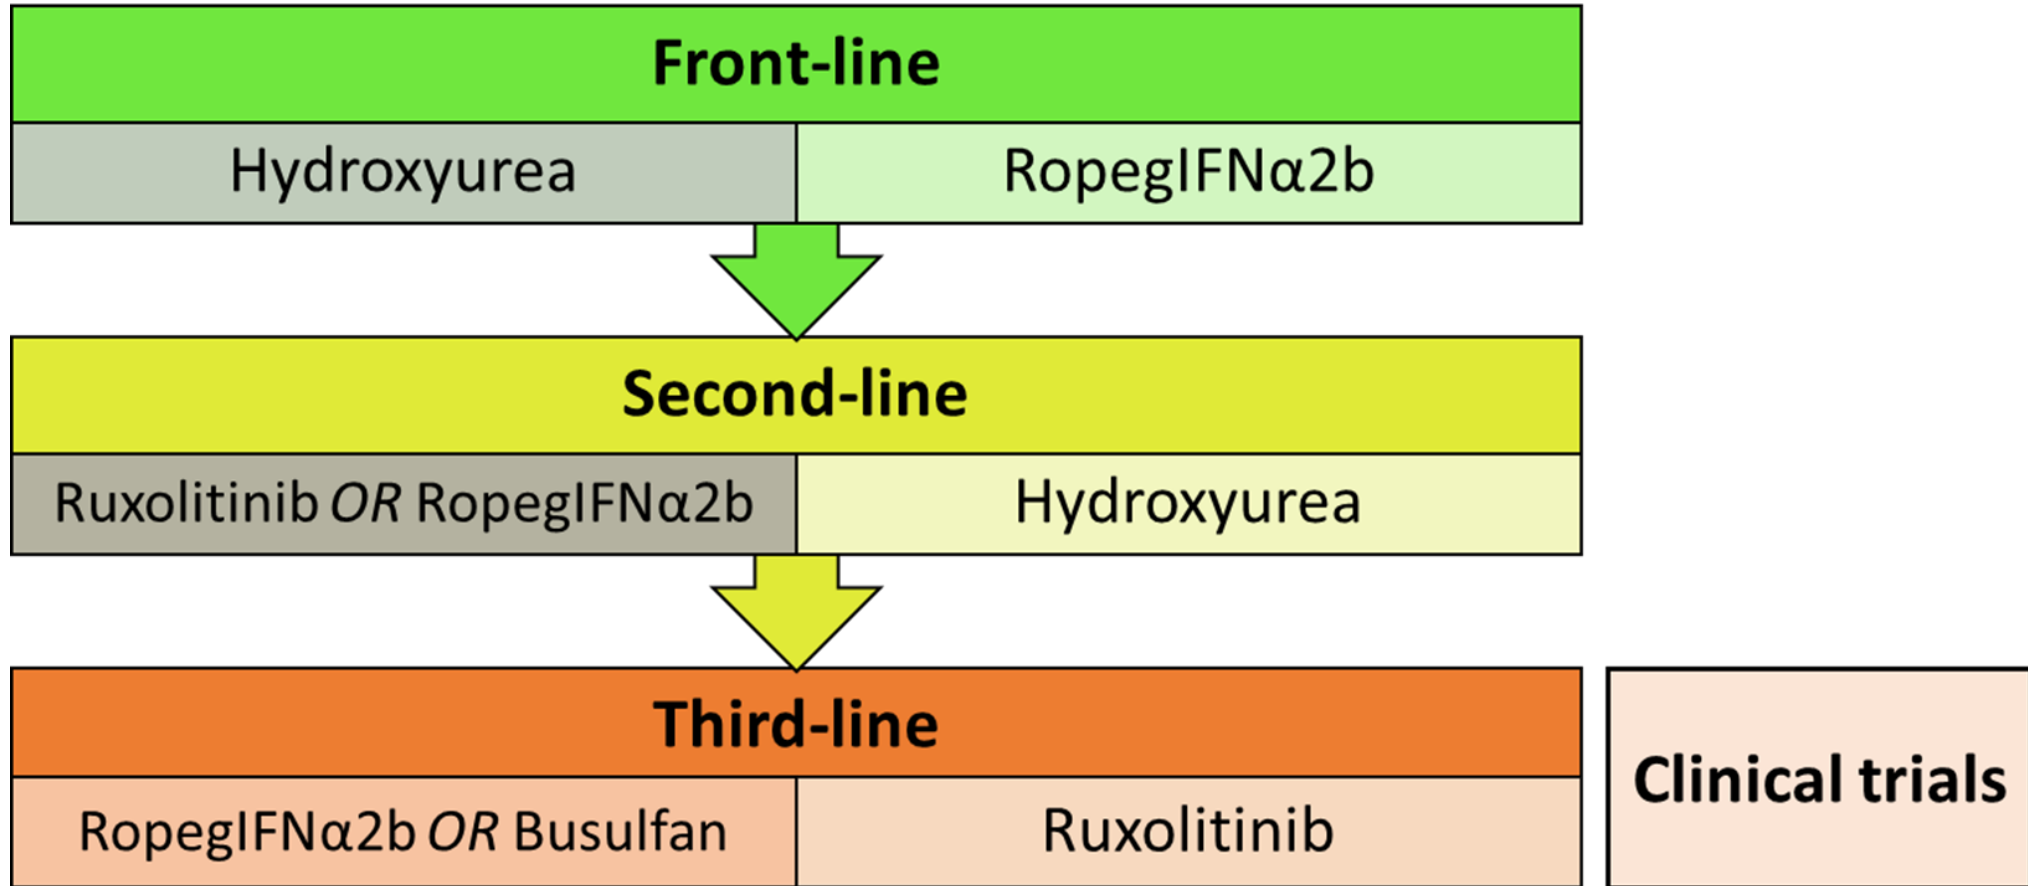 Front-line
Hydroxyurea
RopegIFNα2b
Second-line
Ruxolitinib OR RopegIFNα2b
Hydroxyurea
Third-line
RopegIFNα2b OR Busulfan
Ruxolitinib
Clinical trials